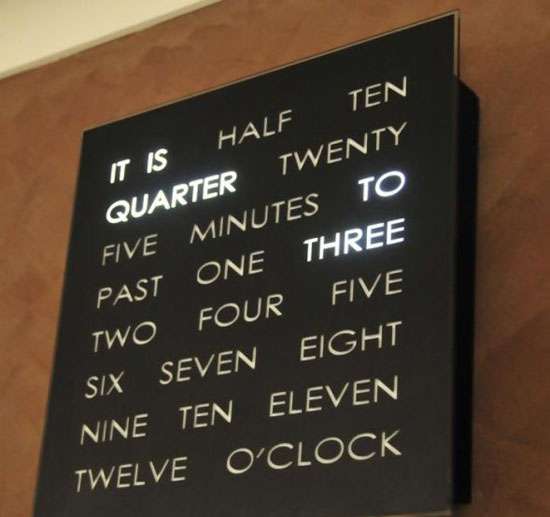 IT IS HALF TEN
QUARTER TWENTY
FIVE MINUTES TO
PAST ONE THREE
TWO FOUR FIVE
SIX SEVEN EIGHT
NINE TEN ELEVEN
TWELVE O'CLOCK